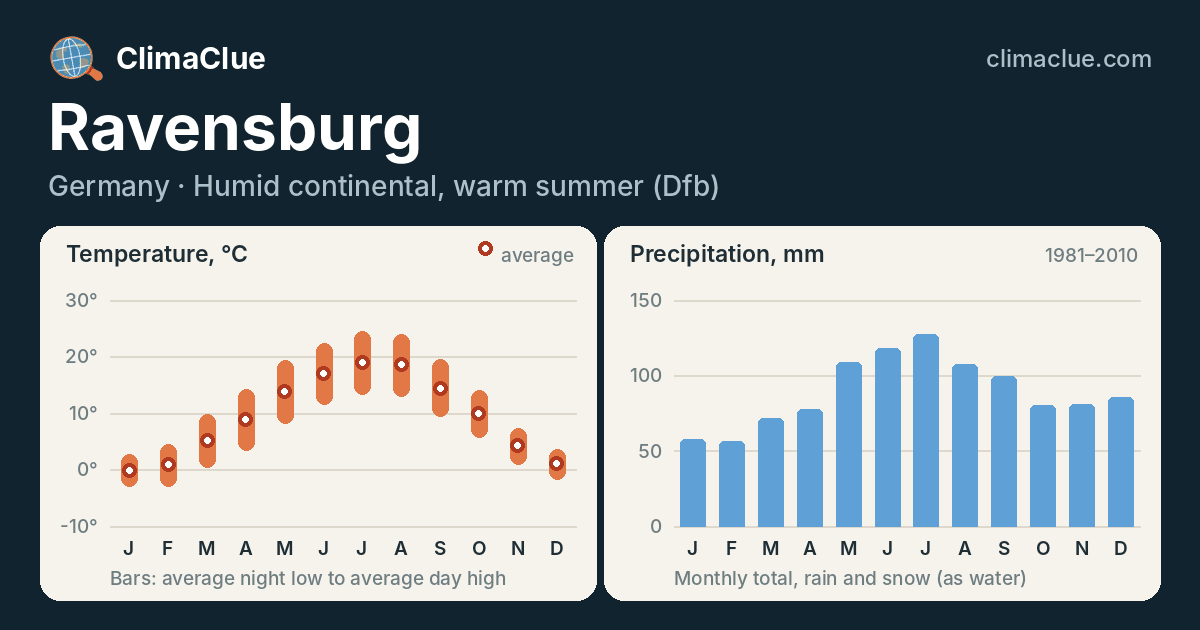 ClimaClue
climaclue.com
Ravensburg
Germany · Humid continental, warm summer (Dfb)
Temperature, °C
average
30°
20°
10°
0°
-10°
J F M A M J J A S O N D
Bars: average night low to average day high
Precipitation, mm
1981–2010
150
100
50
0
J F M A M J J A S O N D
Monthly total, rain and snow (as water)